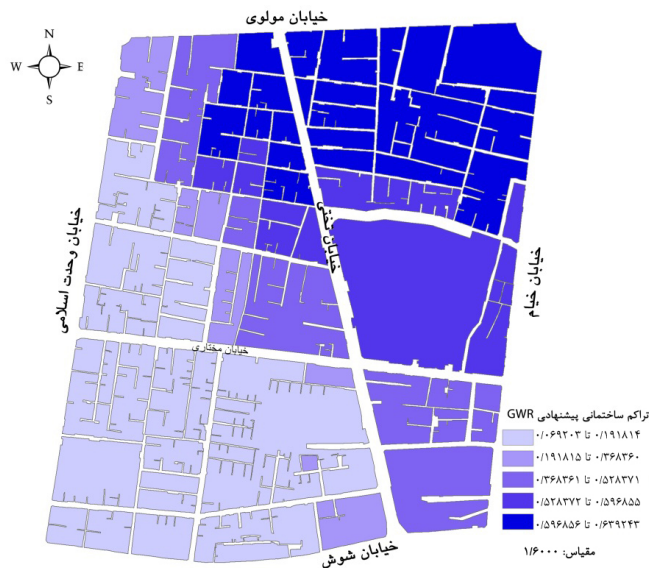 خیابان مولوی
N
W E
S
خیابان وحدت اسلامی
خیابان تختی
خیابان خیام
خیابان مختاری
تراکم ساختمانی پیشنهادی GWR
۰/۰۶۹۲۰۳ تا ۰/۱۹۱۸۱۴
۰/۱۹۱۸۱۵ تا ۰/۳۶۸۳۶۰
۰/۳۶۸۳۶۱ تا ۰/۵۲۸۳۷۱
۰/۵۲۸۳۷۲ تا ۰/۵۹۶۸۵۵
۰/۵۹۶۸۵۶ تا ۰/۶۳۹۲۴۳
خیابان شوش
مقیاس: ۱/۶۰۰۰